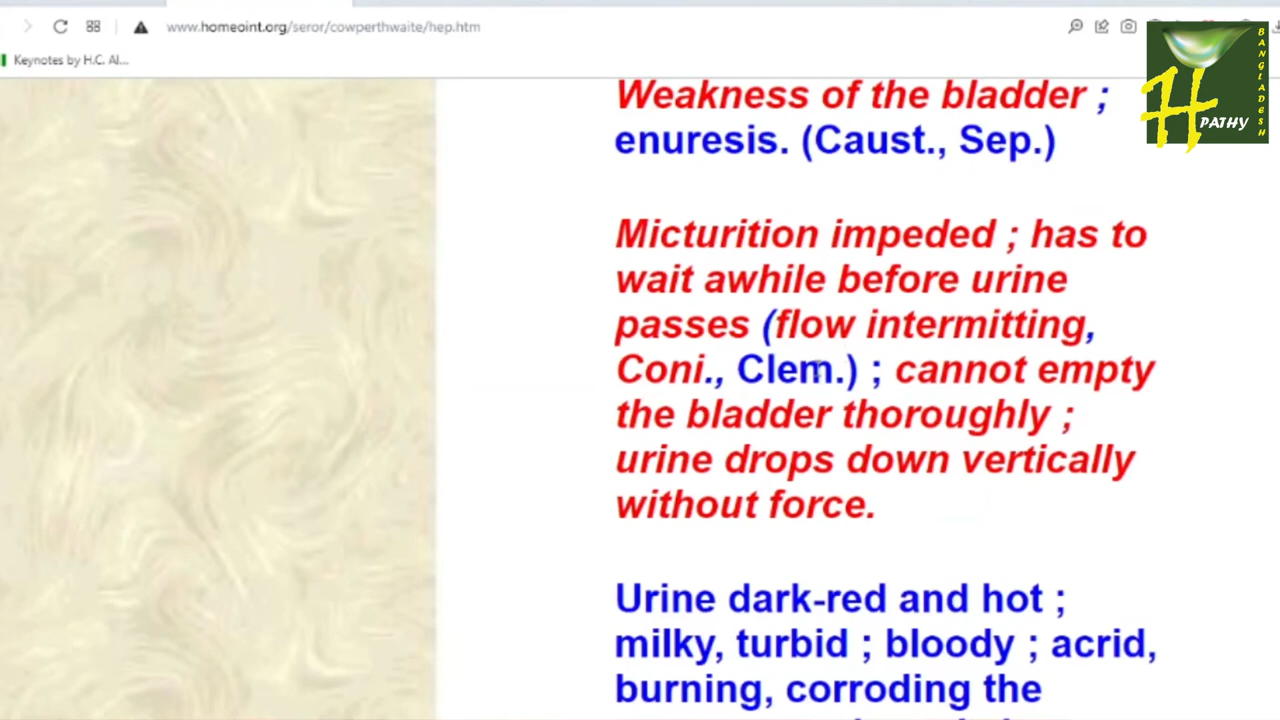 www.homeoint.org/seror/cowperthwaite/hep.htm
Keynotes by H.C. Al...
BANGLADESH
H
PATHY
Weakness of the bladder ;
enuresis. (Caust., Sep.)
Micturition impeded ; has to
wait awhile before urine
passes (flow intermitting,
Coni., Clem.) ; cannot empty
the bladder thoroughly ;
urine drops down vertically
without force.
Urine dark-red and hot ;
milky, turbid ; bloody ; acrid,
burning, corroding the